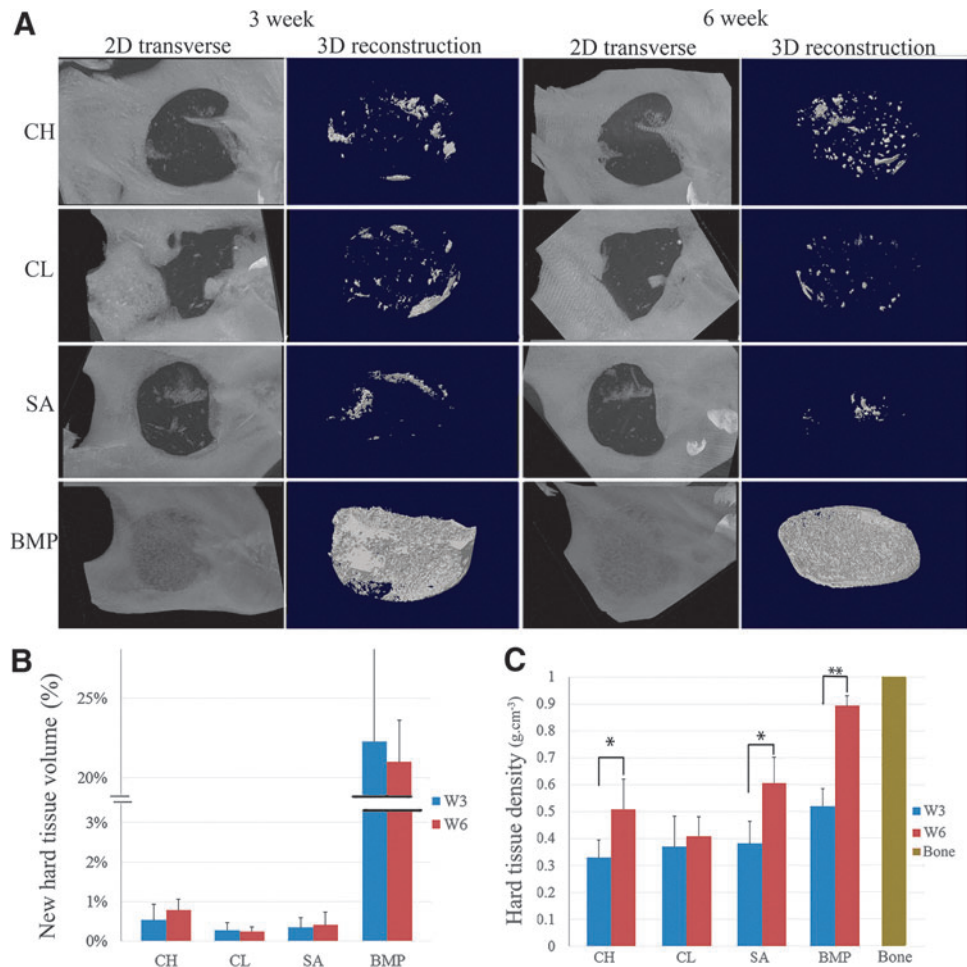 A
3 week
6 week
2D transverse
3D reconstruction
2D transverse
3D reconstruction
CH
CL
SA
BMP
B
New hard tissue volume (%)
25%
20%
3%
2%
1%
0%
CH
CL
SA
BMP
W3
W6
C
Hard tissue density (g.cm-3)
1
0.9
0.8
0.7
0.6
0.5
0.4
0.3
0.2
0.1
0
*
*
**
CH
CL
SA
BMP
Bone
W3
W6
Bone